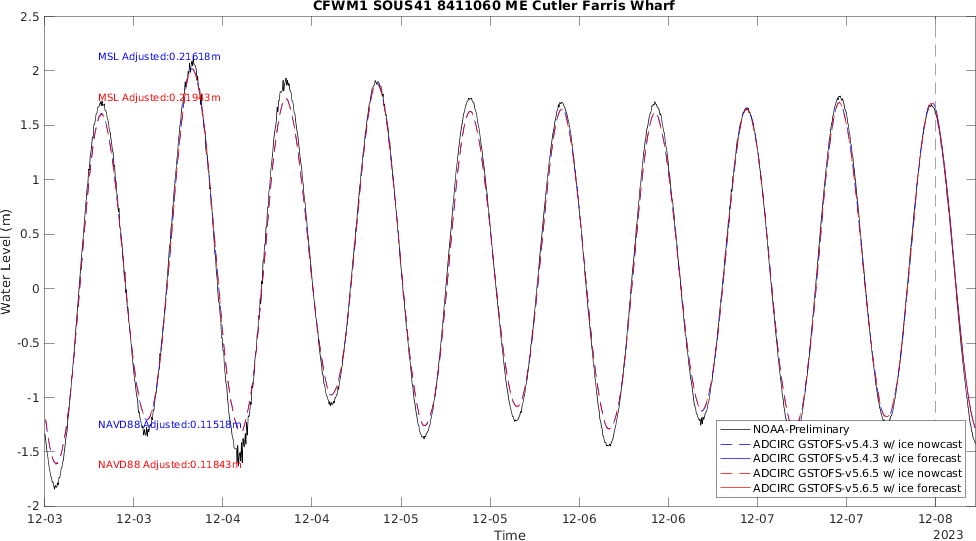 CFWM1 SOUS41 8411060 ME Cutler Farris Wharf
2.5
2
1.5
1
0.5
0
-0.5
-1
-1.5
-2
Water Level (m)
MSL Adjusted:0.21618m
MSL Adjusted:0.21943m
NAVD88 Adjusted:0.11518m
NAVD88 Adjusted:0.11843m
NOAA-Preliminary
ADCIRC GSTOFS-v5.4.3 w/ ice nowcast
ADCIRC GSTOFS-v5.4.3 w/ ice forecast
ADCIRC GSTOFS-v5.6.5 w/ ice nowcast
ADCIRC GSTOFS-v5.6.5 w/ ice forecast
12-03 12-03 12-04 12-04 12-05 12-05 12-06 12-06 12-07 12-07 12-08
Time
2023